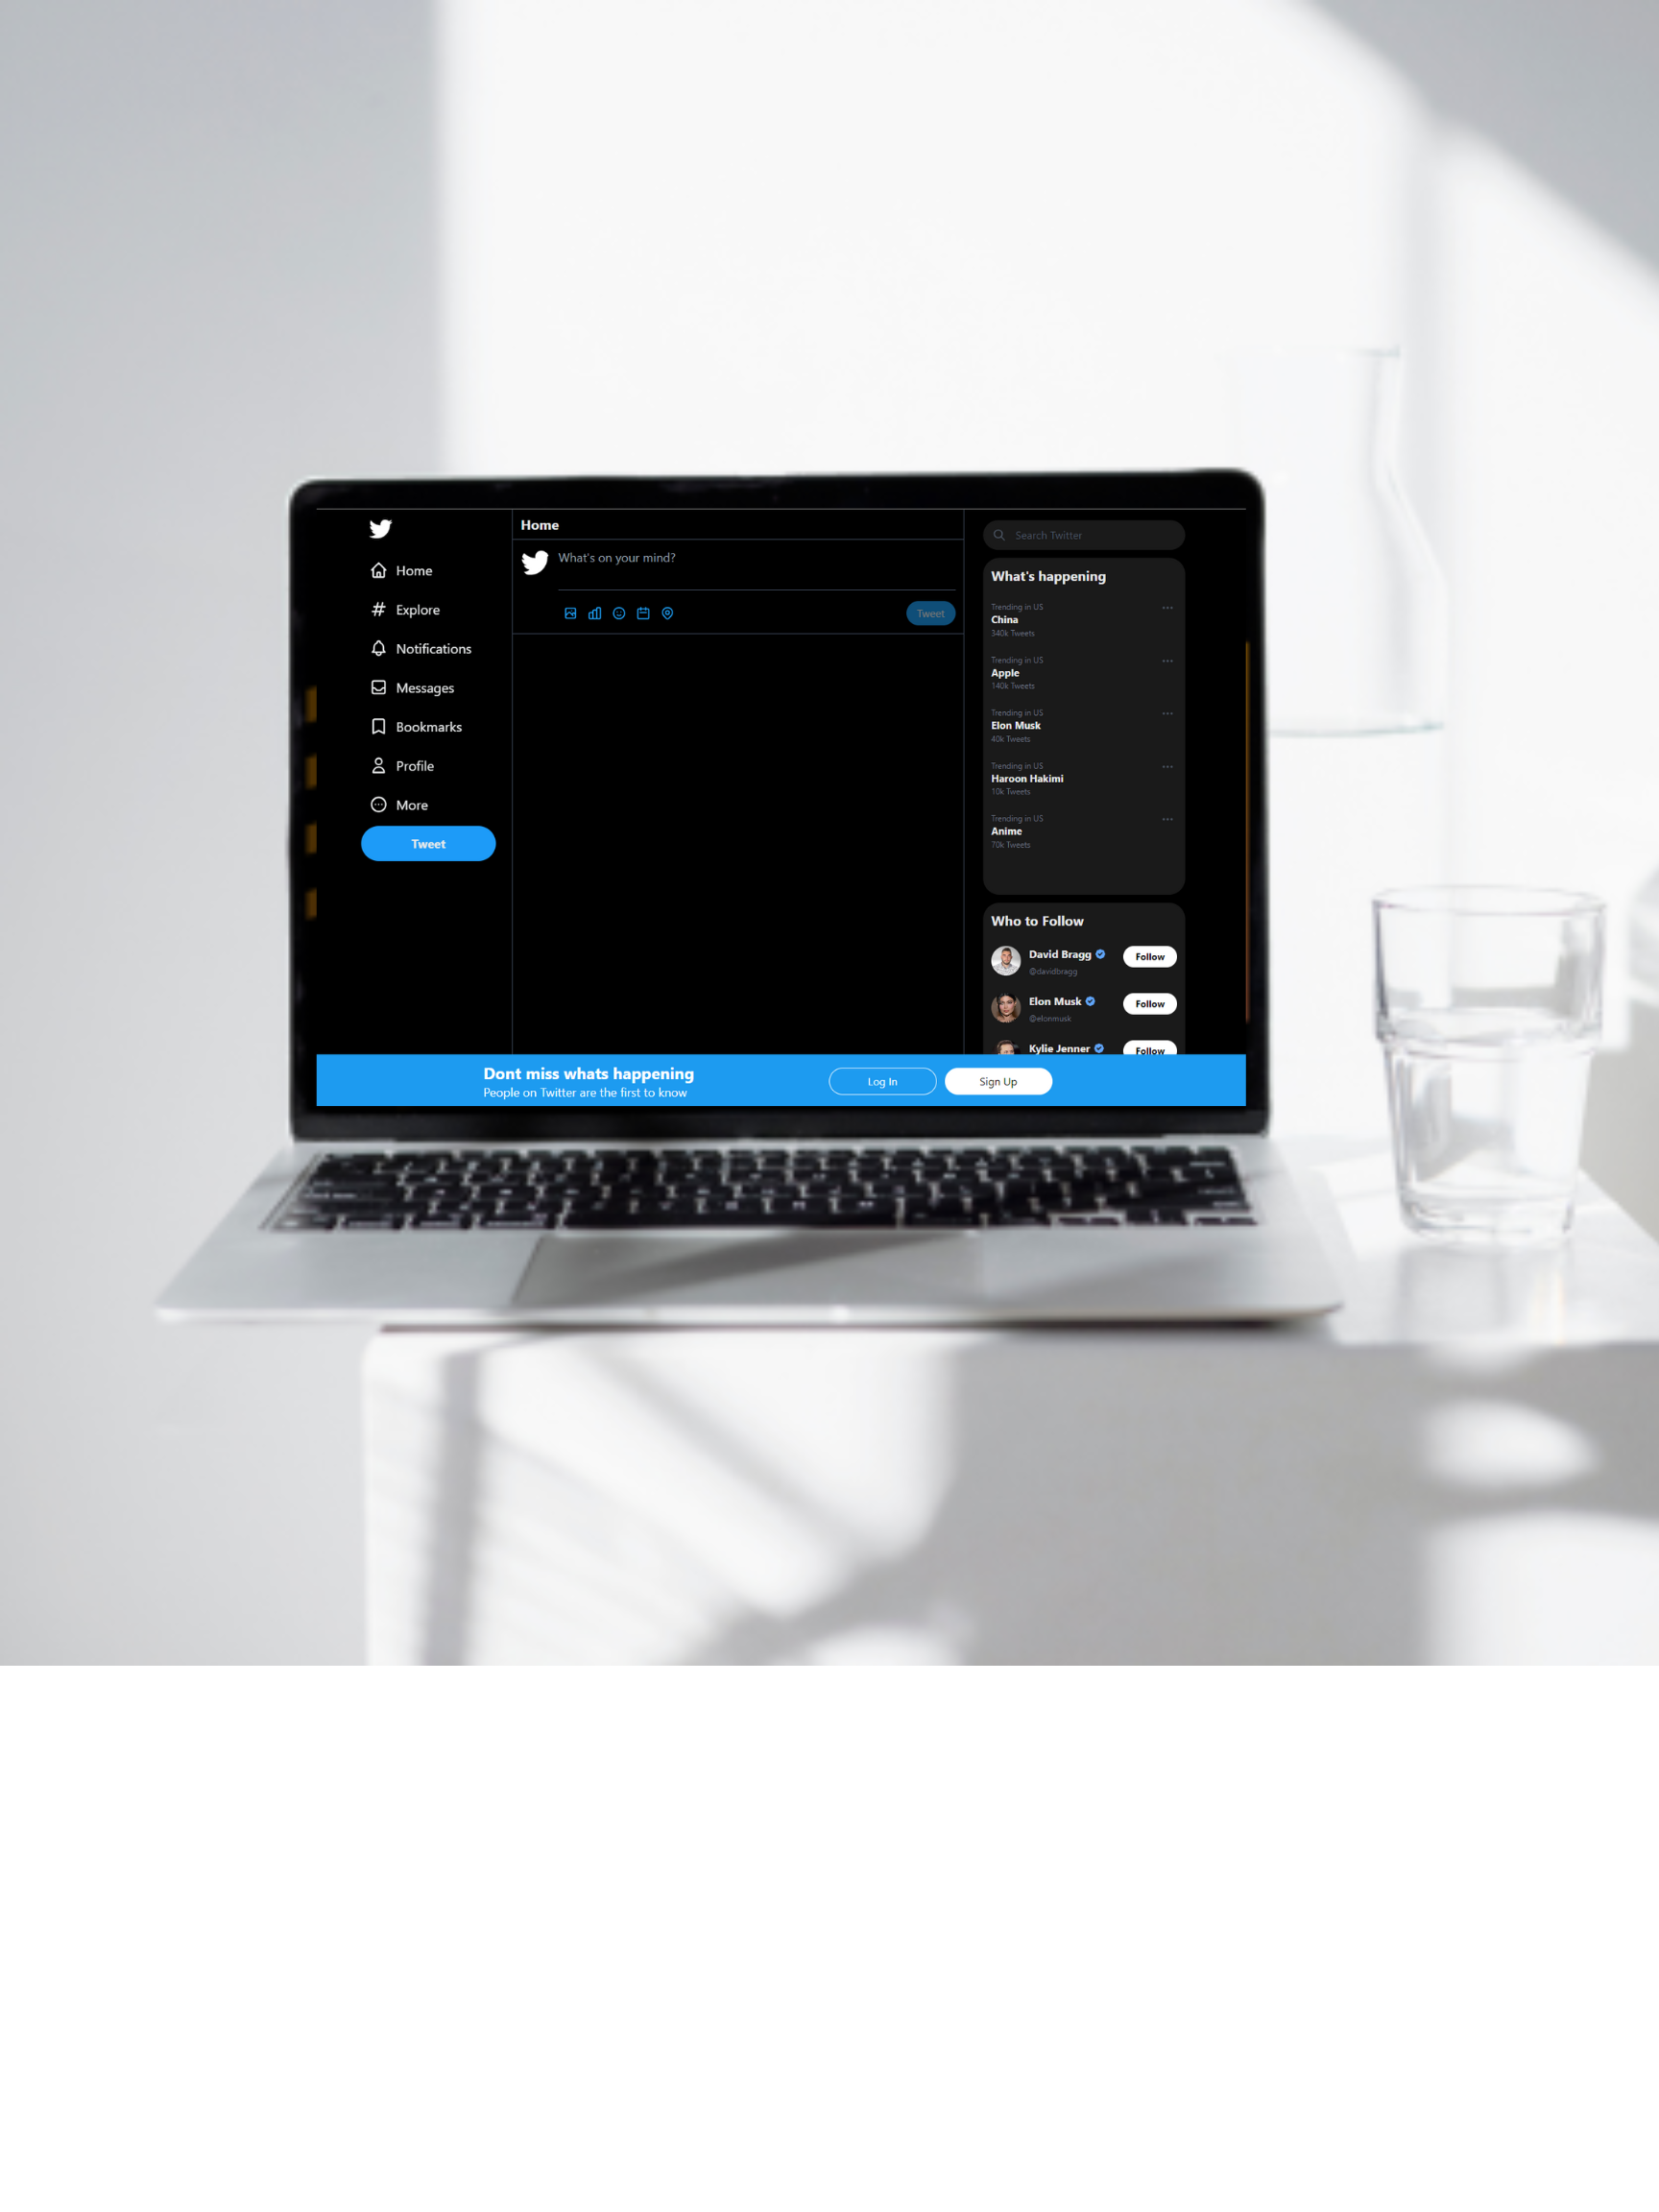 Home
Explore
Notifications
Messages
Bookmarks
Profile
More
Tweet
Home
What's on your mind?
Tweet
Search Twitter
What's happening
Trending in US
China
340k Tweets
Trending in US
Apple
140k Tweets
Trending in US
Elon Musk
40k Tweets
Trending in US
Haroon Hakimi
10k Tweets
Trending in US
Anime
70k Tweets
Who to Follow
David Bragg
@davidbragg
Follow
Elon Musk
@elonmusk
Follow
Kylie Jenner
Follow
Dont miss whats happening
People on Twitter are the first to know
Log In
Sign Up